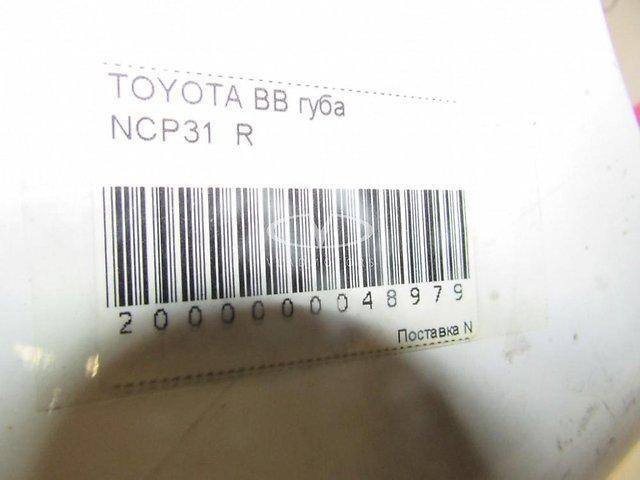 TOYOTA BB губа
NCP31 R
2000000048979
Поставка N